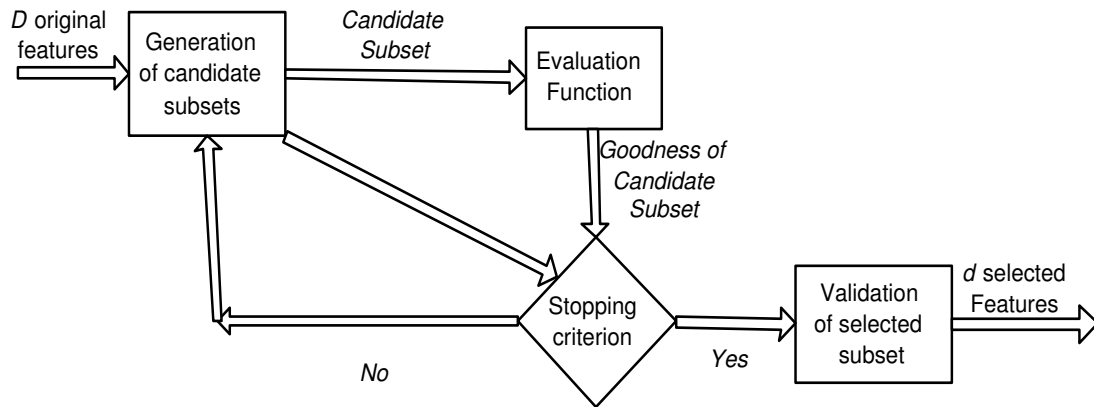 D original
features
Generation
of candidate
subsets
Candidate
Subset
Evaluation
Function
Goodness of
Candidate
Subset
Stopping
criterion
No
Yes
Validation
of selected
subset
d selected
Features